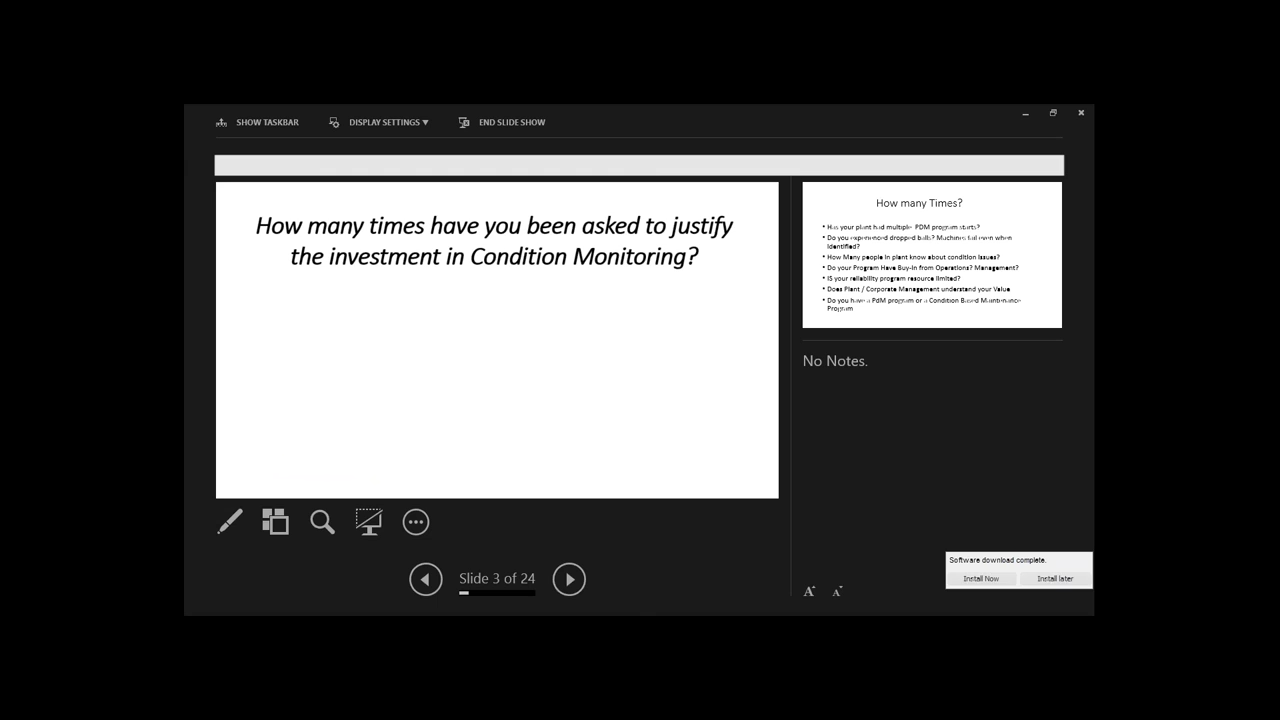 SHOW TASKBAR DISPLAY SETTINGS ▼ END SLIDE SHOW
How many times have you been asked to justify
the investment in Condition Monitoring?
Slide 3 of 24
How many Times?
• Has your plant had multiple PDM program starts?
• Do you experienced dropped balls? Machines fail even when
Identified?
• How Many people in plant know about condition issues?
• Do your Program Have Buy-In from Operations? Management?
• IS your reliability program resource limited?
• Does Plant / Corporate Management understand your Value
• Do you have a PdM program or a Condition Based Maintenance
Program
No Notes.
Software download complete.
Install Now Install later
A A